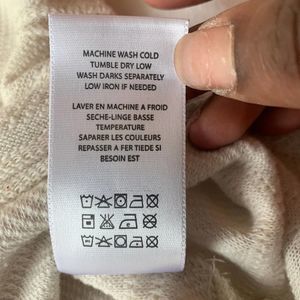 MACHINE WASH COLD
TUMBLE DRY LOW
WASH DARKS SEPARATELY
LOW IRON IF NEEDED
LAVER EN MACHINE A FROID
SECHE-LINGE BASSE
TEMPERATURE
SAPARER LES COULEURS
REPASSER A FER TIEDE SI
BESOIN EST